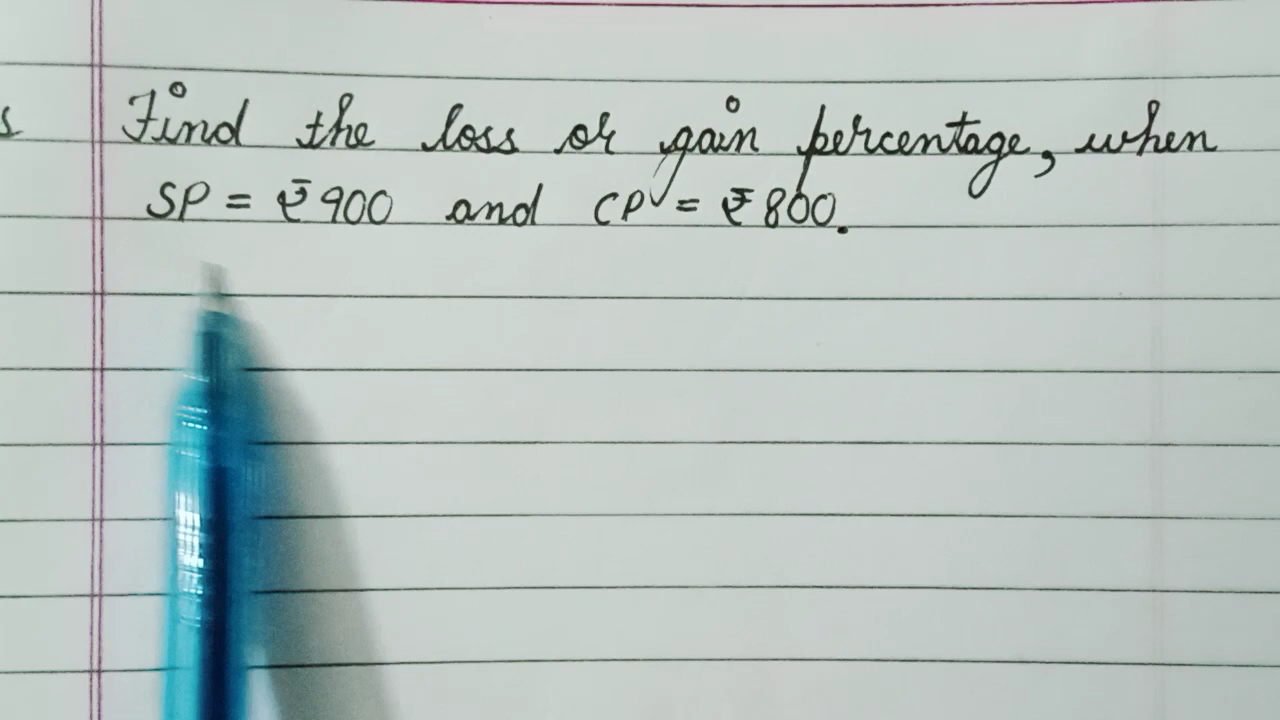 Find the loss or gain percentage, when
SP = ₹900 and CP = ₹800.